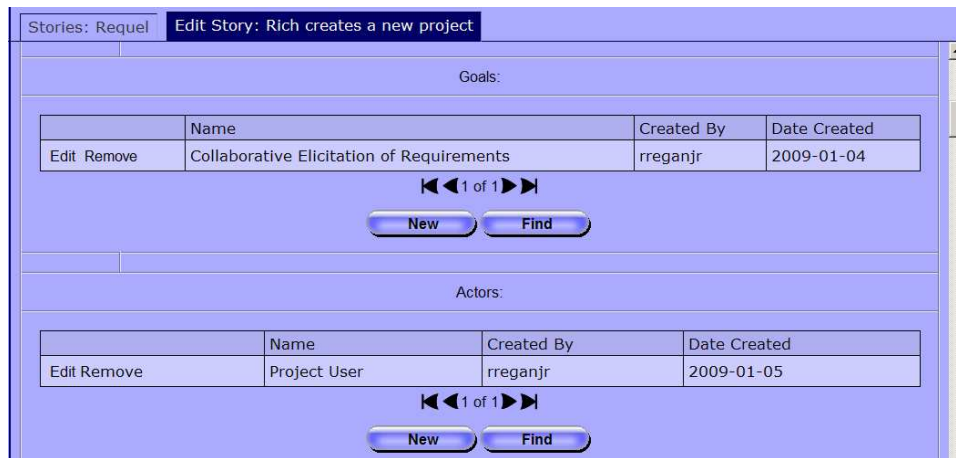 Stories: Requel Edit Story: Rich creates a new project
Goals:
Name Created By Date Created
Edit Remove Collaborative Elicitation of Requirements rreganjr 2009-01-04
1 of 1
New Find
Actors:
Name Created By Date Created
Edit Remove Project User rreganjr 2009-01-05
1 of 1
New Find